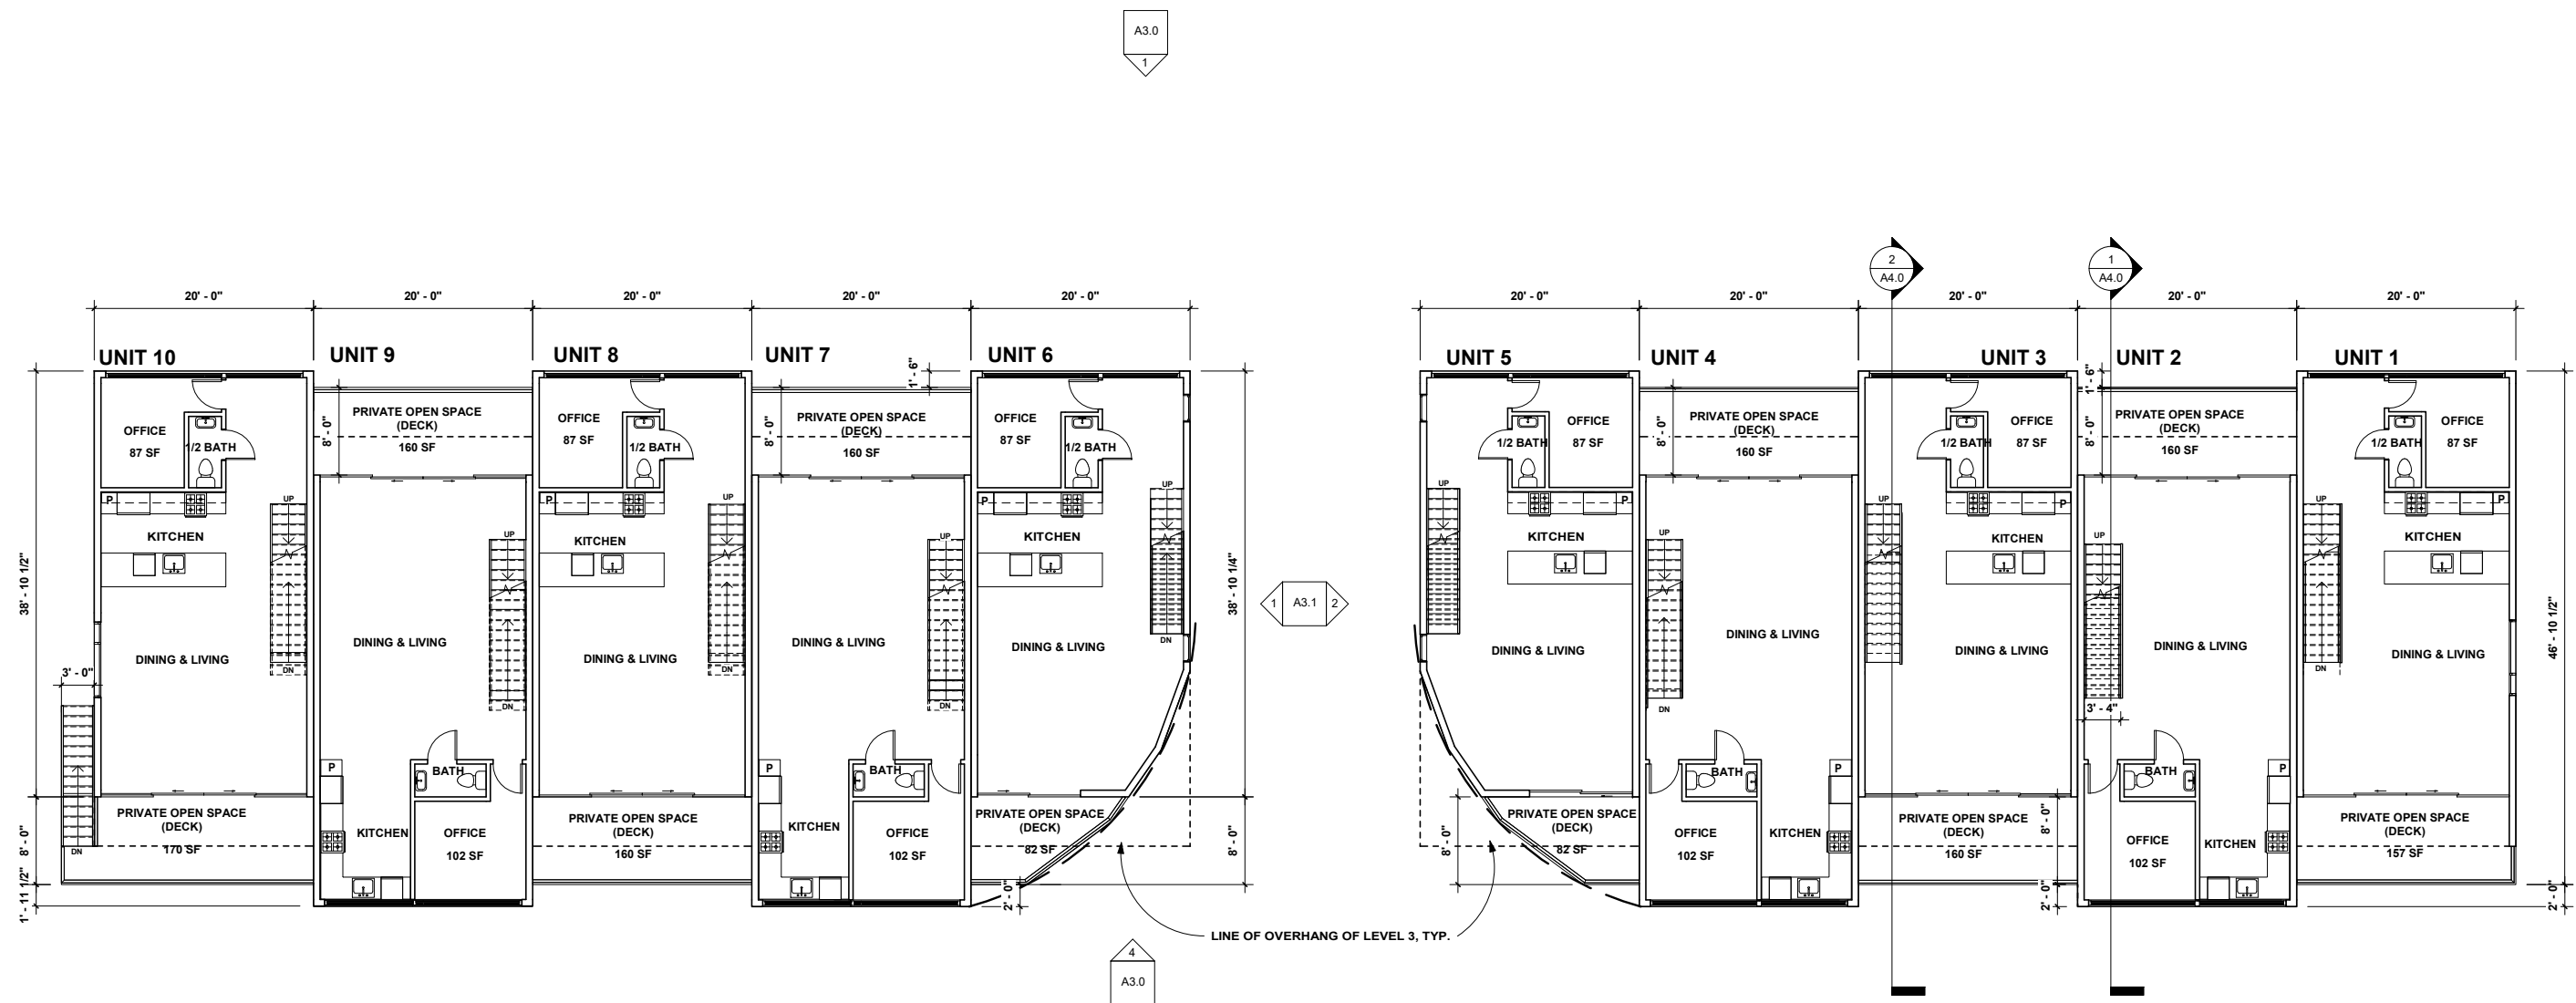 A3.0
1
2
A4.0
1
A4.0
20' - 0"
20' - 0"
20' - 0"
20' - 0"
20' - 0"
20' - 0"
20' - 0"
20' - 0"
20' - 0"
20' - 0"
UNIT 10
UNIT 9
UNIT 8
UNIT 7
UNIT 6
UNIT 5
UNIT 4
UNIT 3
UNIT 2
UNIT 1
1' - 6"
1' - 6"
OFFICE
87 SF
1/2 BATH
PRIVATE OPEN SPACE
(DECK)
160 SF
8' - 0"
OFFICE
87 SF
1/2 BATH
PRIVATE OPEN SPACE
(DECK)
160 SF
8' - 0"
OFFICE
87 SF
1/2 BATH
1/2 BATH
OFFICE
87 SF
PRIVATE OPEN SPACE
(DECK)
160 SF
8' - 0"
1/2 BATH
OFFICE
87 SF
PRIVATE OPEN SPACE
(DECK)
160 SF
8' - 0"
1/2 BATH
OFFICE
87 SF
P
UP
P
UP
P
UP
UP
P
UP
P
UP
P
KITCHEN
UP
KITCHEN
UP
KITCHEN
KITCHEN
UP
KITCHEN
UP
KITCHEN
38' - 10 1/2"
38' - 10 1/4"
46' - 10 1/2"
1
A3.1
2
DINING & LIVING
DINING & LIVING
DINING & LIVING
DINING & LIVING
DINING & LIVING
DINING & LIVING
DINING & LIVING
DINING & LIVING
DINING & LIVING
DINING & LIVING
DN
DN
DN
DN
DN
DN
DN
3' - 0"
3' - 4"
P
BATH
P
BATH
BATH
P
BATH
P
PRIVATE OPEN SPACE
(DECK)
170 SF
DN
KITCHEN
OFFICE
102 SF
PRIVATE OPEN SPACE
(DECK)
160 SF
KITCHEN
OFFICE
102 SF
PRIVATE OPEN SPACE
(DECK)
82 SF
PRIVATE OPEN SPACE
(DECK)
82 SF
OFFICE
102 SF
KITCHEN
PRIVATE OPEN SPACE
(DECK)
160 SF
OFFICE
102 SF
KITCHEN
PRIVATE OPEN SPACE
(DECK)
157 SF
8' - 0"
1' - 11 1/2"
8' - 0"
2' - 0"
8' - 0"
8' - 0"
2' - 0"
2' - 0"
LINE OF OVERHANG OF LEVEL 3, TYP.
4
A3.0